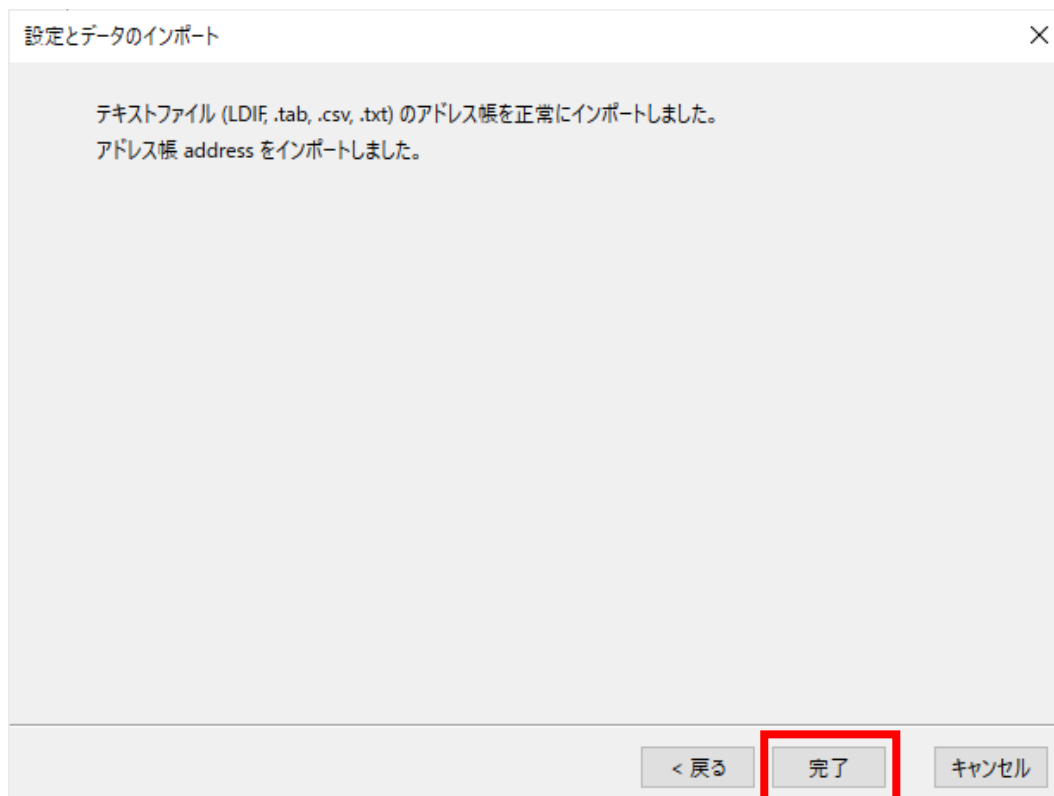 設定とデータのインポート
テキストファイル (LDIF, .tab, .csv, .txt) のアドレス帳を正常にインポートしました。
アドレス帳 address をインポートしました。
< 戻る
完了
キャンセル